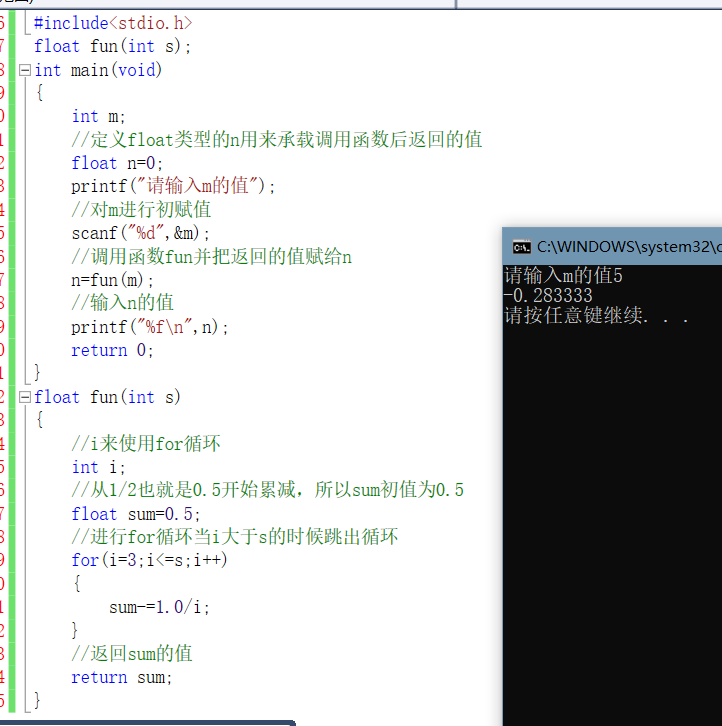 #include<stdio.h>
float fun(int s);
int main(void)
{
int m;
//定义float类型的n用来承载调用函数后返回的值
float n=0;
printf("请输入m的值");
//对m进行初赋值
scanf("%d",&m);
//调用函数fun并把返回的值赋给n
n=fun(m);
//输入n的值
printf("%f\n",n);
return 0;
}
float fun(int s)
{
//i来使用for循环
int i;
//从1/2也就是0.5开始累减，所以sum初值为0.5
float sum=0.5;
//进行for循环当i大于s的时候跳出循环
for(i=3;i<=s;i++)
{
sum-=1.0/i;
}
//返回sum的值
return sum;
}
C:\WINDOWS\system32\c
请输入m的值5
-0.283333
请按任意键继续. . .